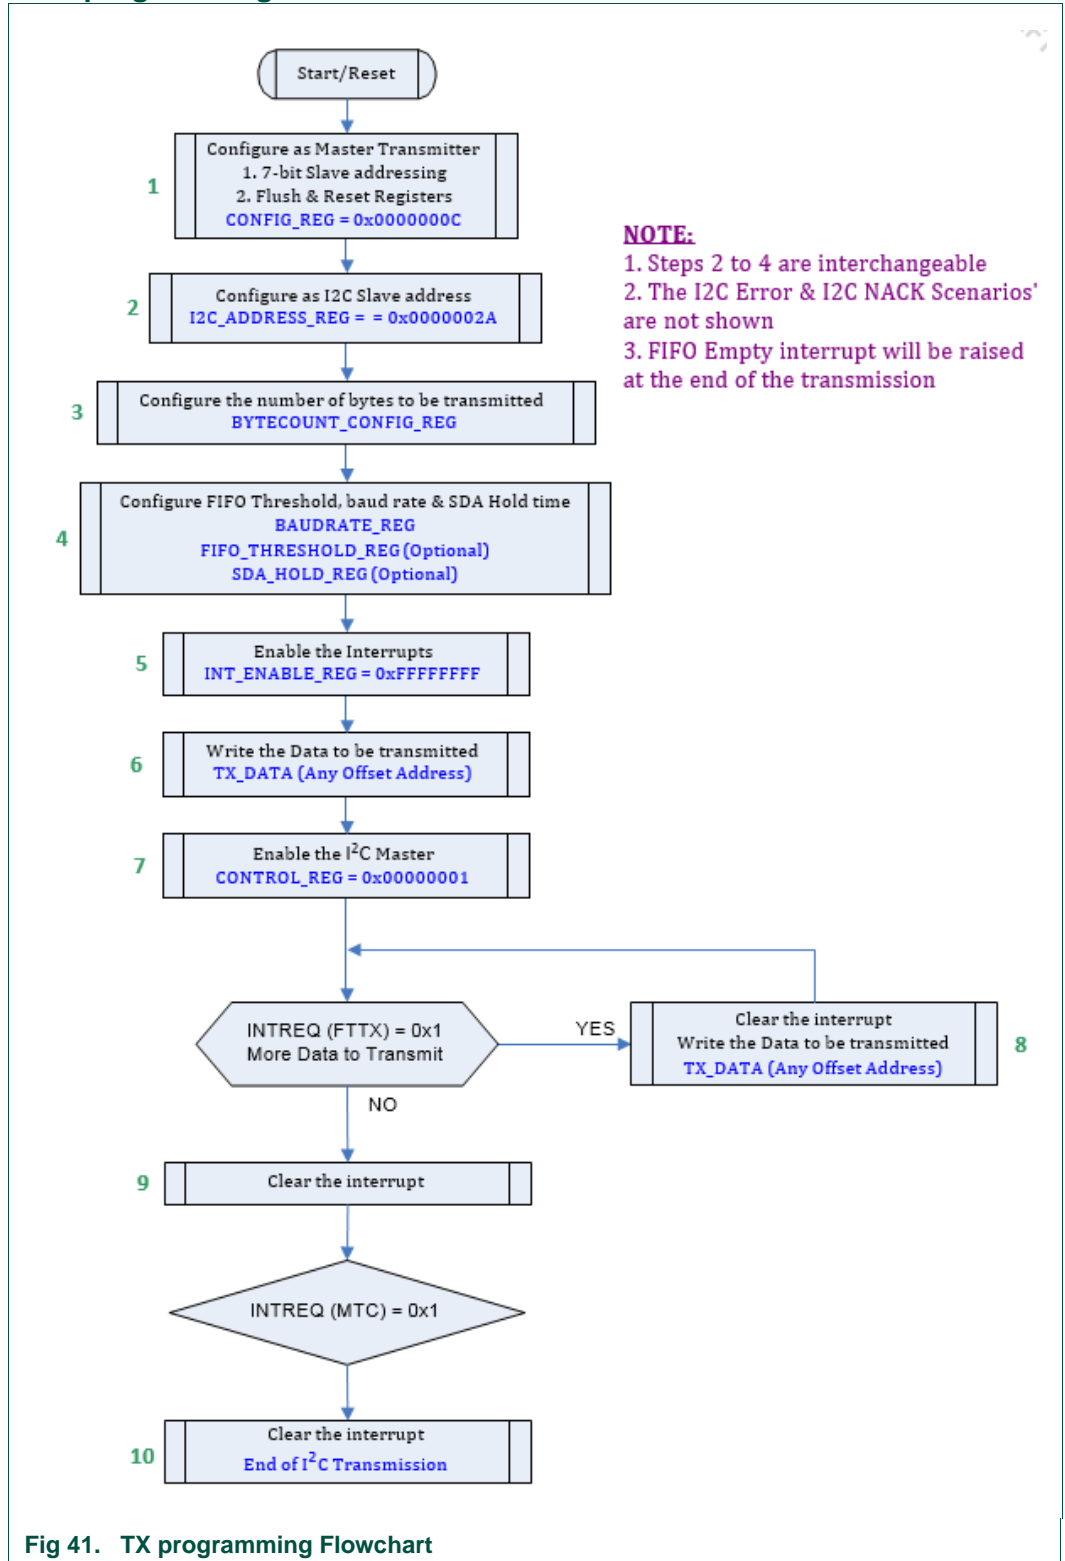 Start/Reset
Configure as Master Transmitter
1. 7-bit Slave addressing
2. Flush & Reset Registers
CONFIG_REG = 0x0000000C
1
NOTE:
1. Steps 2 to 4 are interchangeable
2. The I2C Error & I2C NACK Scenarios'
are not shown
3. FIFO Empty interrupt will be raised
at the end of the transmission
Configure as I2C Slave address
I2C_ADDRESS_REG = = 0x0000002A
2
Configure the number of bytes to be transmitted
BYTECOUNT_CONFIG_REG
3
Configure FIFO Threshold, baud rate & SDA Hold time
BAUDRATE_REG
FIFO_THRESHOLD_REG (Optional)
SDA_HOLD_REG (Optional)
4
Enable the Interrupts
INT_ENABLE_REG = 0xFFFFFFFF
5
Write the Data to be transmitted
TX_DATA (Any Offset Address)
6
Enable the I²C Master
CONTROL_REG = 0x00000001
7
INTREQ (FTTX) = 0x1
More Data to Transmit
YES
Clear the interrupt
Write the Data to be transmitted
TX_DATA (Any Offset Address)
8
NO
Clear the interrupt
9
INTREQ (MTC) = 0x1
Clear the interrupt
End of I²C Transmission
10
Fig 41. TX programming Flowchart